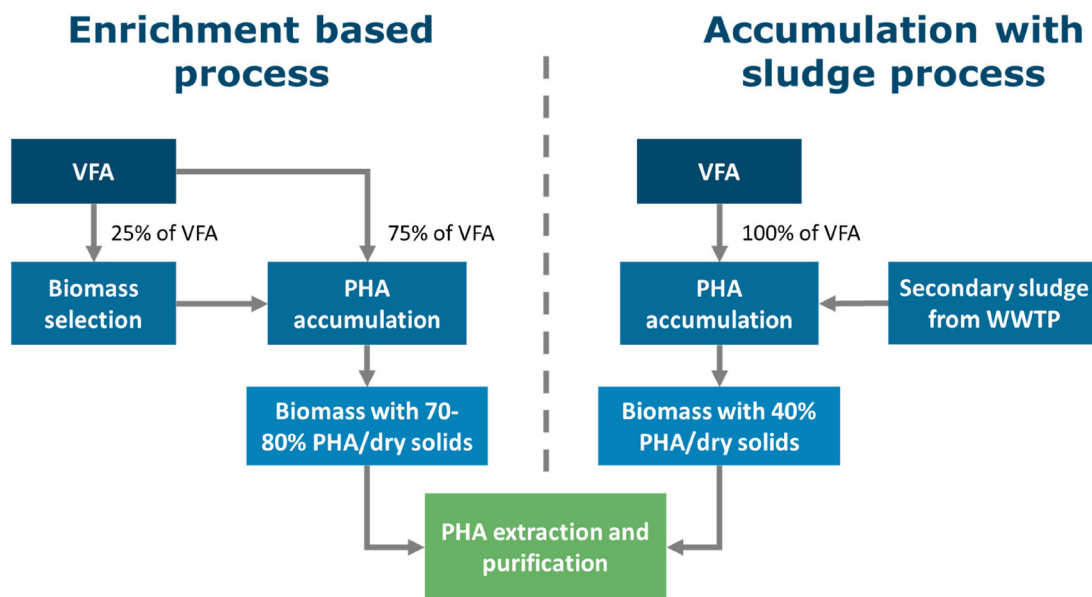 Enrichment based
process
VFA
25% of VFA
75% of VFA
Biomass
selection
PHA
accumulation
Biomass with 70-
80% PHA/dry solids
Accumulation with
sludge process
VFA
100% of VFA
PHA
accumulation
Secondary sludge
from WWTP
Biomass with 40%
PHA/dry solids
PHA extraction and
purification